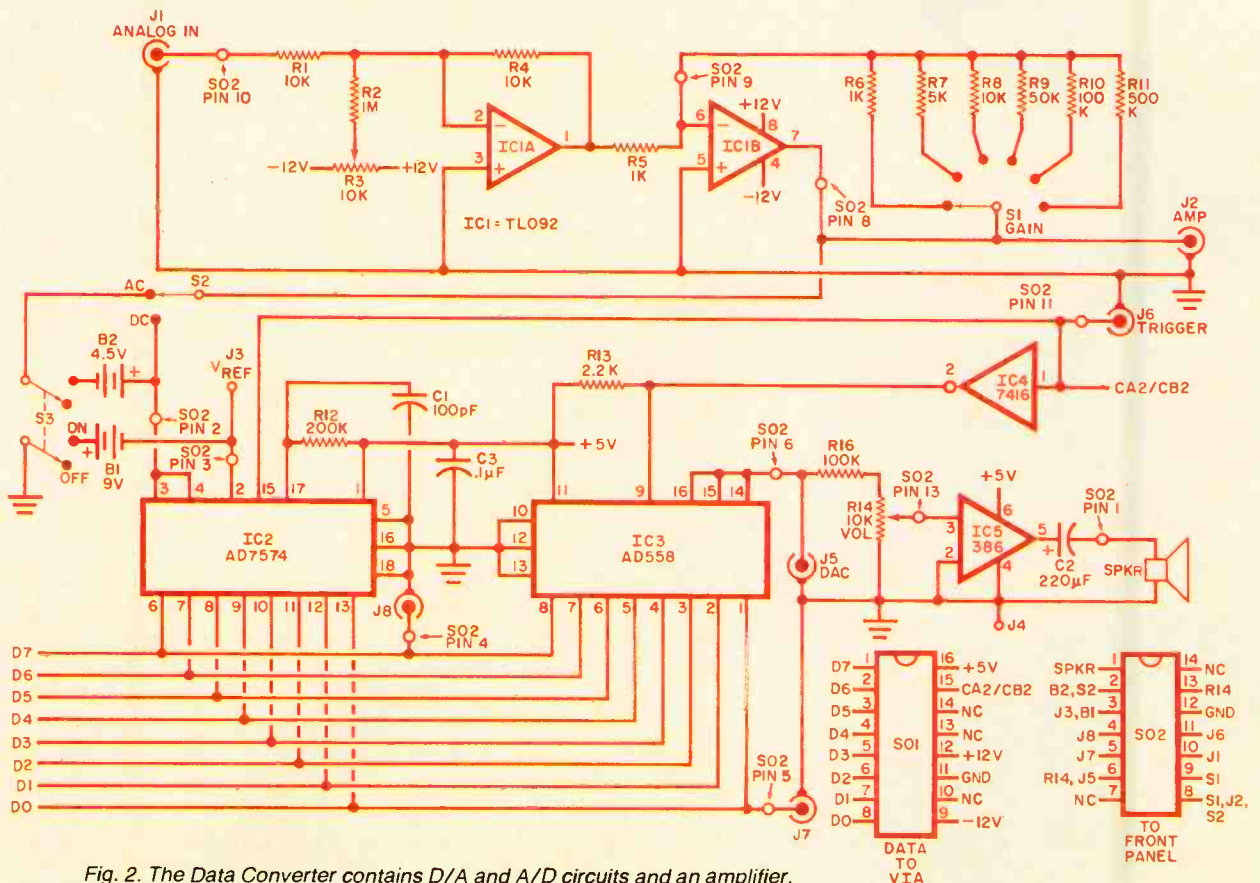 J1
ANALOG IN
SO2
PIN 10
R1
10K
R2
1M
R4
10K
-12V
+12V
R3
10K
2
3
IC1A
1
IC1=TL092
R5
1K
SO2
PIN 9
6
5
IC1B
+12V
8
7
4
-12V
SO2
PIN 8
R6
1K
R7
5K
R8
10K
R9
50K
R10
100
K
R11
500
K
S1
GAIN
J2
AMP
AC
S2
DC
SO2
PIN 11
J6
TRIGGER
B2
4.5V
+
S3
ON
+
OFF
B1
9V
SO2
PIN 2
J3
VREF
SO2
PIN 3
R12
200K
C1
100pF
C3
.1µF
R13
2.2K
+5V
2
IC4
7416
1
CA2/CB2
3
4
2
15
17
1
IC2
AD7574
5
16
18
6
7
8
9
10
11
12
13
J8
SO2
PIN 4
11
9
16
15
14
10
12
13
IC3
AD558
8
7
6
5
4
3
2
1
SO2
PIN 6
R16
100K
R14
10K
VOL
SO2
PIN 13
J5
DAC
+5V
6
3
2
IC5
386
5
4
+
C2
220µF
SO2
PIN 1
SPKR
J4
D7
D6
D5
D4
D3
D2
D1
D0
SO2
PIN 5
J7
D7 1
D6 2
D5 3
D4 4
D3 5
D2 6
D1 7
D0 8
SO1
16 +5V
15 CA2/CB2
14 NC
13 NC
12 +12V
11 GND
10 NC
9 -12V
DATA
TO
VIA
SPKR 1
B2,S2 2
J3,B1 3
J8 4
J7 5
R14, J5 6
NC 7
SO2
14 NC
13 R14
12 GND
11 J6
10 J1
9 S1
8 S1,J2,
S2
TO
FRONT
PANEL
Fig. 2. The Data Converter contains D/A and A/D circuits and an amplifier.